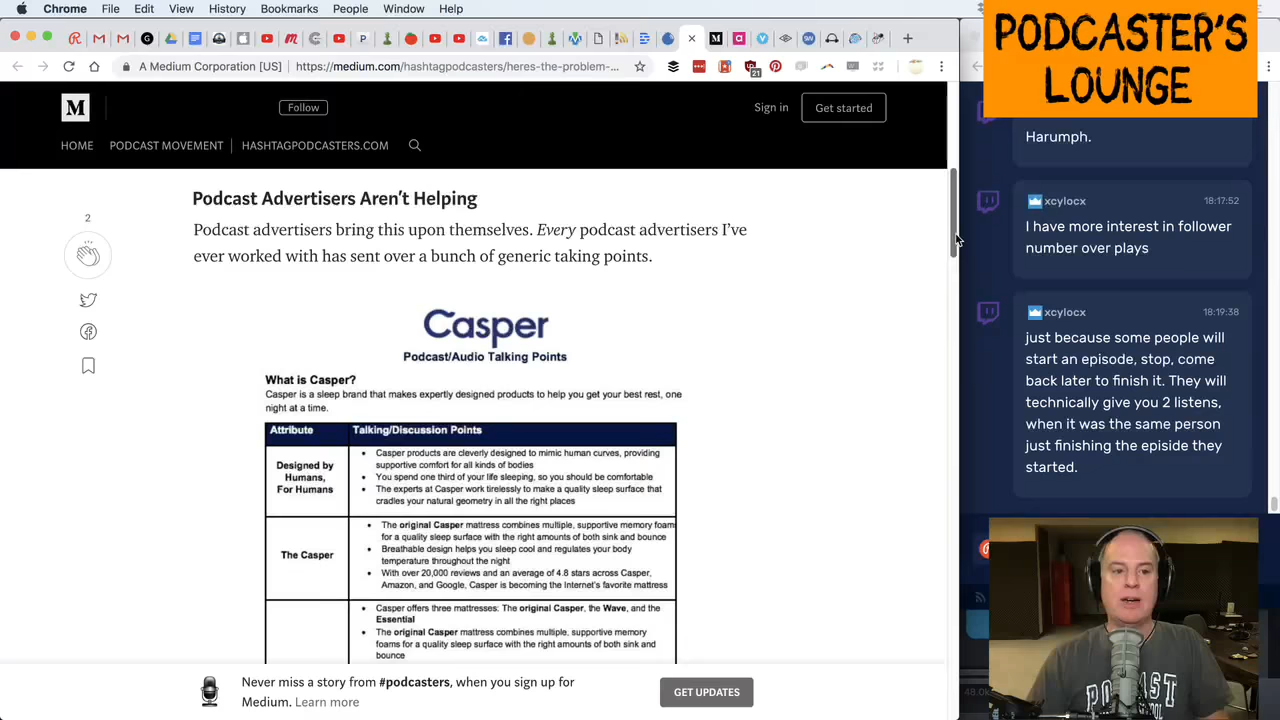 Chrome File Edit View History Bookmarks People Window Help
A Medium Corporation [US] https://medium.com/hashtagpodcasters/heres-the-problem-...
21
M
Follow
Sign in
Get started
HOME PODCAST MOVEMENT HASHTAGPODCASTERS.COM
Podcast Advertisers Aren't Helping
Podcast advertisers bring this upon themselves. Every podcast advertisers I've
ever worked with has sent over a bunch of generic taking points.
2
Casper
Podcast/Audio Talking Points
What is Casper?
Casper is a sleep brand that makes expertly designed products to help you get your best rest, one
night at a time.
Attribute Talking/Discussion Points
Designed by
Humans,
For Humans
• Casper products are cleverly designed to mimic human curves, providing
supportive comfort for all kinds of bodies
• You spend one third of your life sleeping, so you should be comfortable
• The experts at Casper work tirelessly to make a quality sleep surface that
cradles your natural geometry in all the right places
The Casper
• The original Casper mattress combines multiple, supportive memory foams
for a quality sleep surface with the right amounts of both sink and bounce
• Breathable design helps you sleep cool and regulates your body
temperature throughout the night
• With over 20,000 reviews and an average of 4.8 stars across Casper,
Amazon, and Google, Casper is becoming the Internet's favorite mattress
• Casper offers three mattresses: The original Casper, the Wave, and the
Essential
• The original Casper mattress combines multiple, supportive memory
foams for a quality sleep surface with the right amounts of both sink and
bounce
Never miss a story from #podcasters, when you sign up for
Medium. Learn more
GET UPDATES
PODCASTER'S
LOUNGE
Harumph.
xcylocx 18:17:52
I have more interest in follower
number over plays
xcylocx 18:19:38
just because some people will
start an episode, stop, come
back later to finish it. They will
technically give you 2 listens,
when it was the same person
just finishing the episide they
started.
48.0k